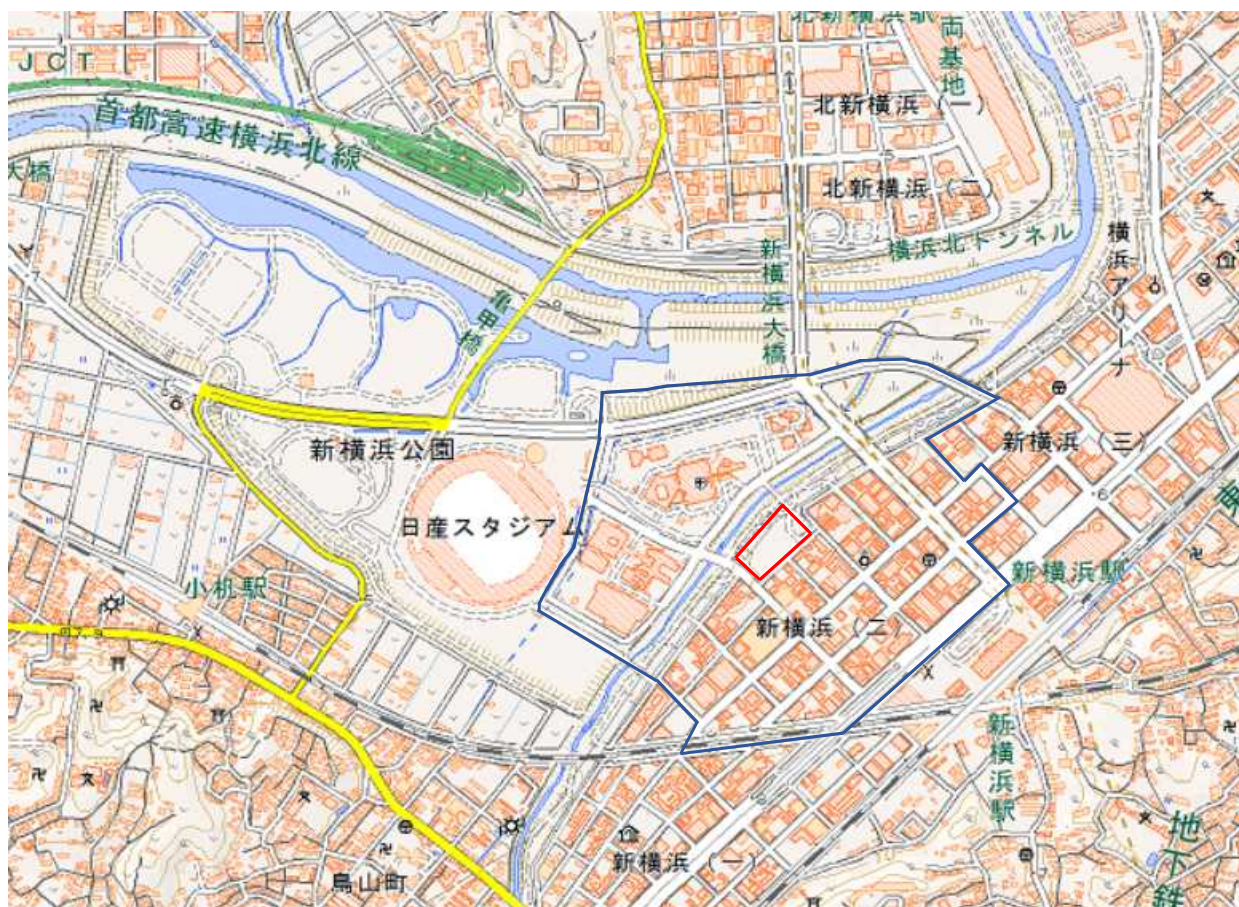 北新横浜駅
両基地
JCT
首都高速横浜北線
北新横浜(一)
大橋
北新横浜(二)
横浜北トンネル
新横浜大橋
横浜アリーナ
亀甲橋
5
新横浜公園
新横浜(三)
6
日産スタジアム
東
新横浜駅
小机駅
新横浜(二)
新横浜駅
新横浜(一)
鳥山町
地下鉄